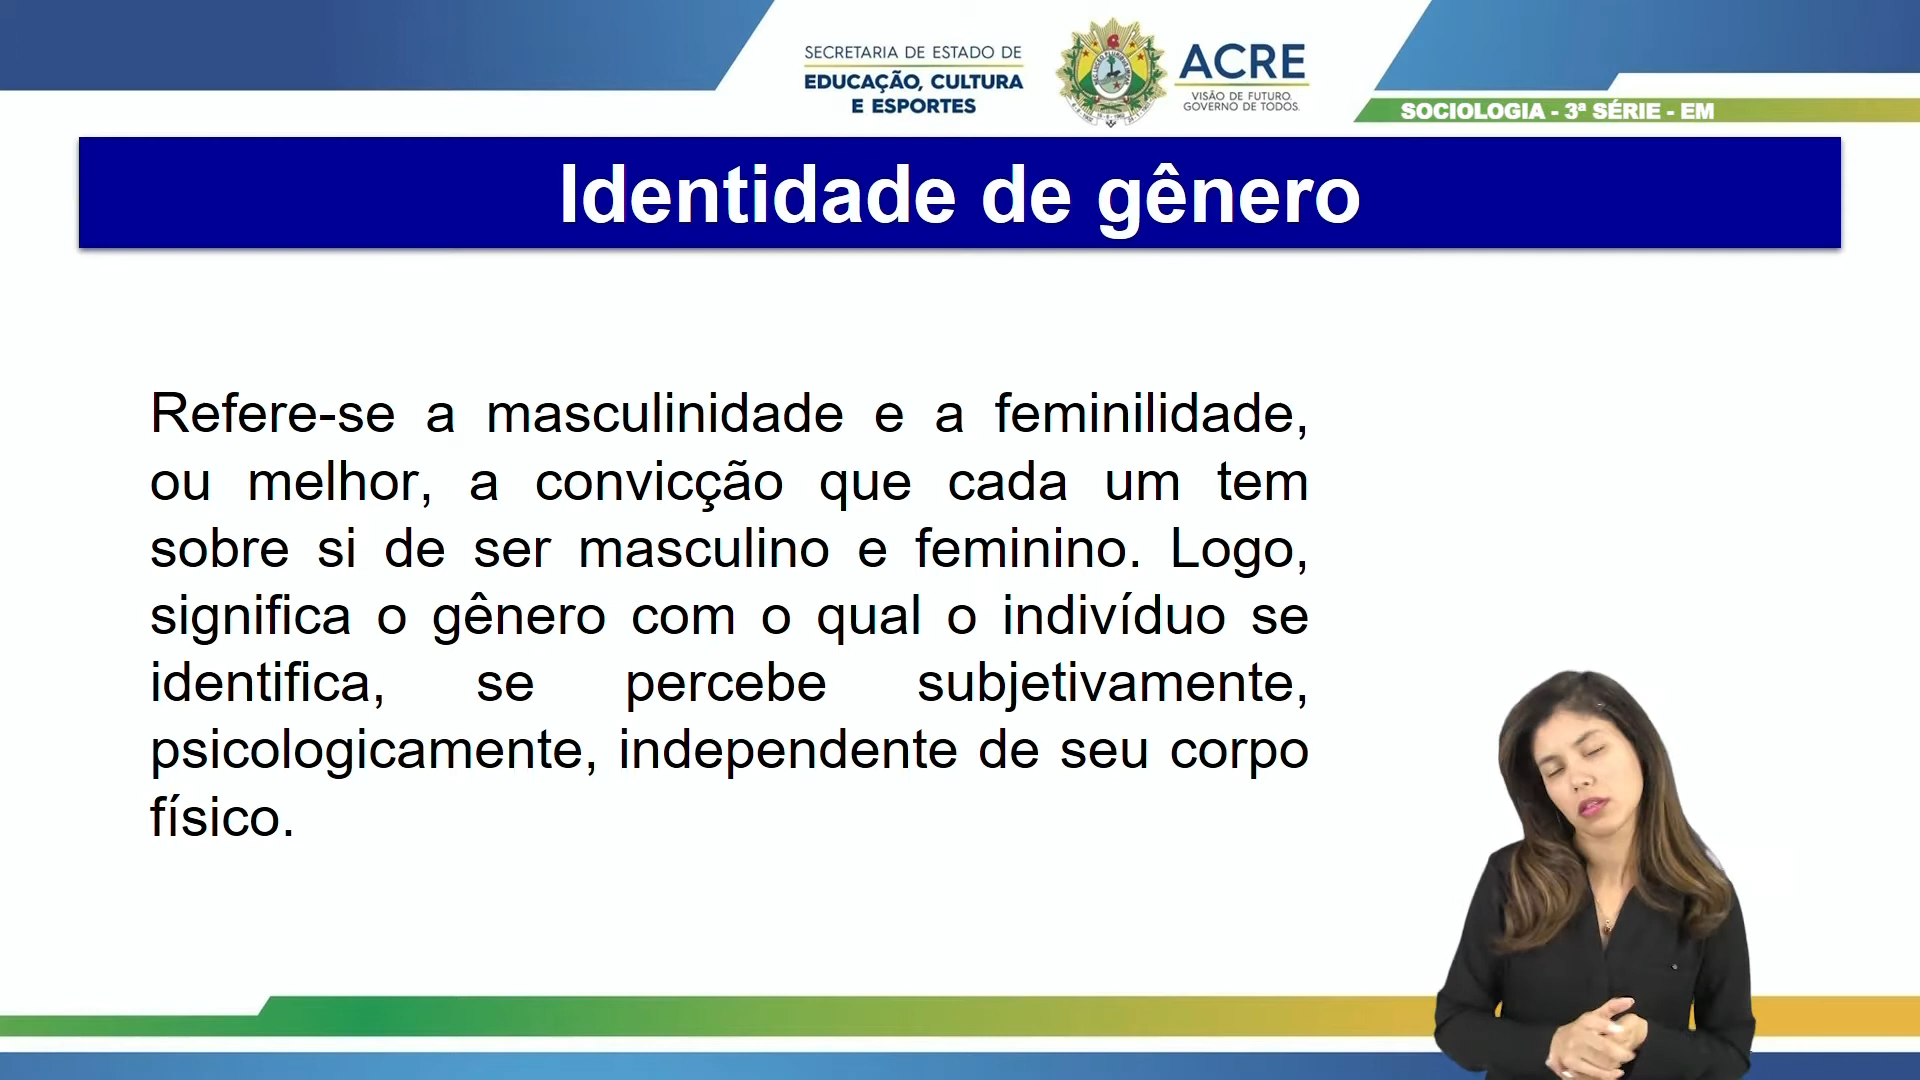 SECRETARIA DE ESTADO DE
EDUCAÇÃO, CULTURA
E ESPORTES
ACRE
VISÃO DE FUTURO.
GOVERNO DE TODOS.
SOCIOLOGIA - 3ª SÉRIE - EM
Identidade de gênero
Refere-se a masculinidade e a feminilidade,
ou melhor, a convicção que cada um tem
sobre si de ser masculino e feminino. Logo,
significa o gênero com o qual o indivíduo se
identifica, se percebe subjetivamente,
psicologicamente, independente de seu corpo
físico.